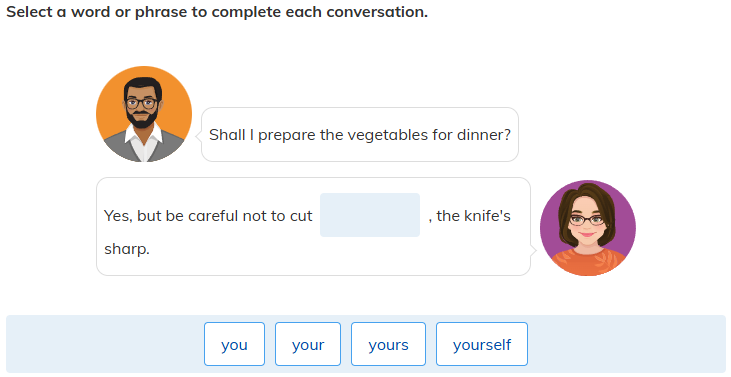 Select a word or phrase to complete each conversation.
Shall I prepare the vegetables for dinner?
Yes, but be careful not to cut , the knife's
sharp.
you your yours yourself